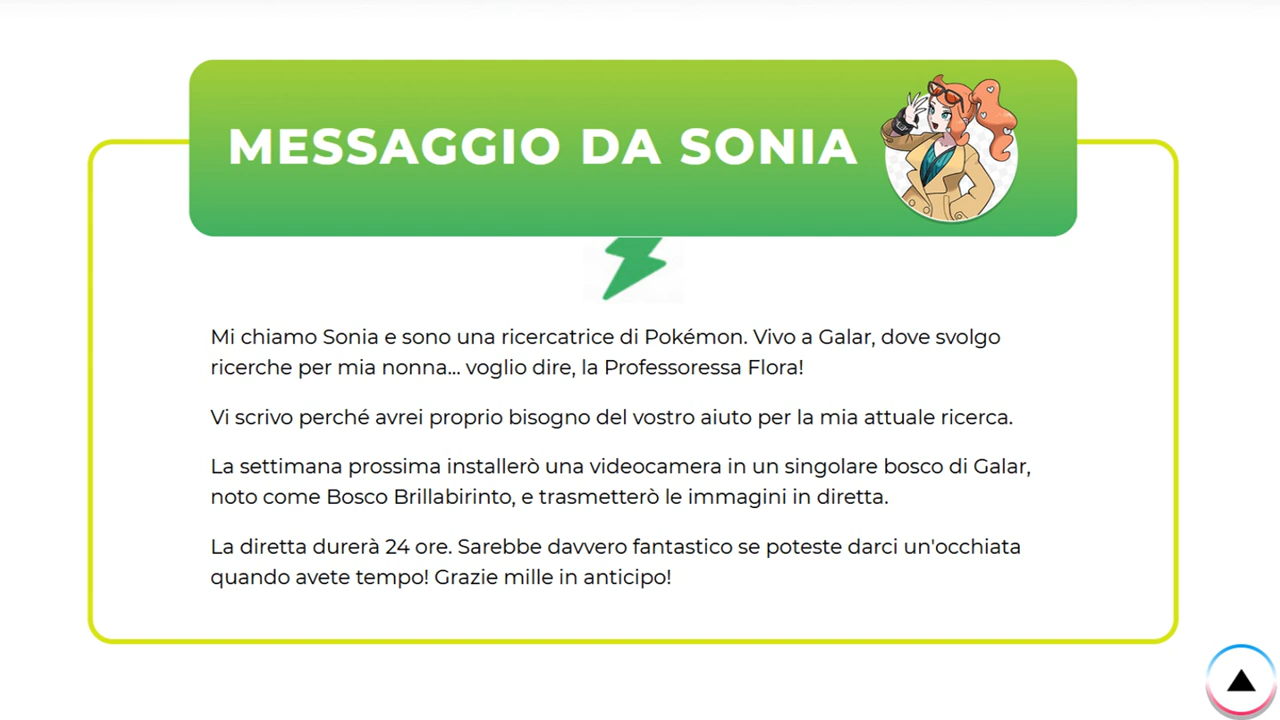 MESSAGGIO DA SONIA
Mi chiamo Sonia e sono una ricercatrice di Pokémon. Vivo a Galar, dove svolgo
ricerche per mia nonna... voglio dire, la Professoressa Flora!
Vi scrivo perché avrei proprio bisogno del vostro aiuto per la mia attuale ricerca.
La settimana prossima installerò una videocamera in un singolare bosco di Galar,
noto come Bosco Brillabirinto, e trasmetterò le immagini in diretta.
La diretta durerà 24 ore. Sarebbe davvero fantastico se poteste darci un'occhiata
quando avete tempo! Grazie mille in anticipo!